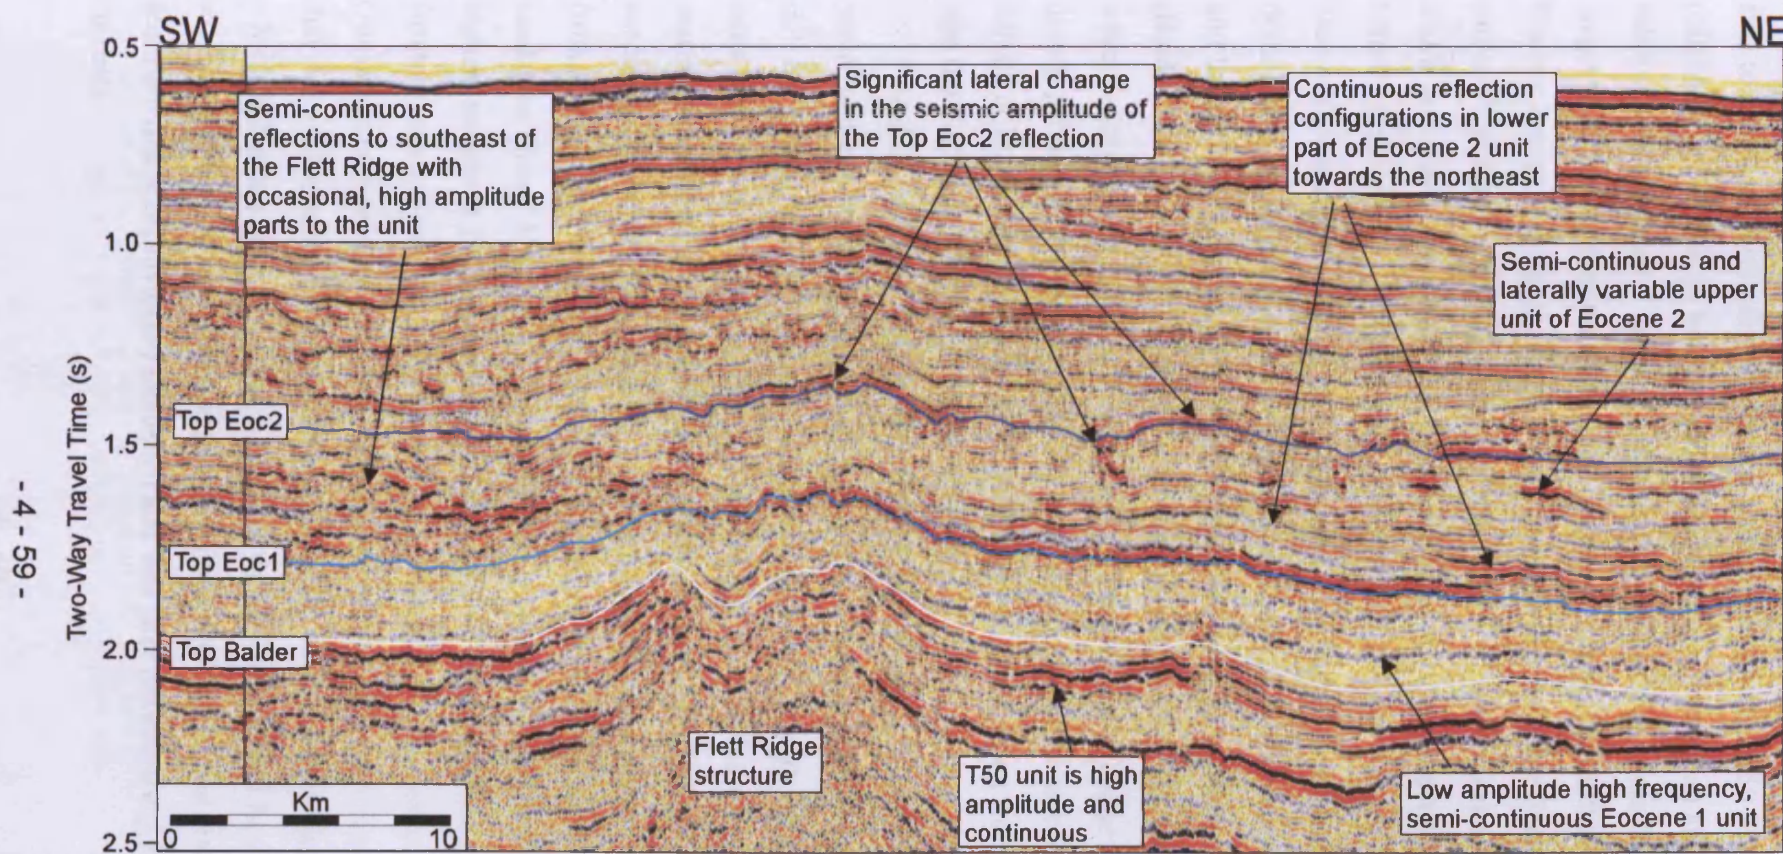 SW
NE
0.5
1.0
1.5
2.0
2.5
Two-Way Travel Time (s)
- 4 - 59 -
Semi-continuous
reflections to southeast of
the Flett Ridge with
occasional, high amplitude
parts to the unit
Significant lateral change
in the seismic amplitude of
the Top Eoc2 reflection
Continuous reflection
configurations in lower
part of Eocene 2 unit
towards the northeast
Semi-continuous and
laterally variable upper
unit of Eocene 2
Top Eoc2
Top Eoc1
Top Balder
Flett Ridge
structure
T50 unit is high
amplitude and
continuous
Low amplitude high frequency,
semi-continuous Eocene 1 unit
Km
0 10